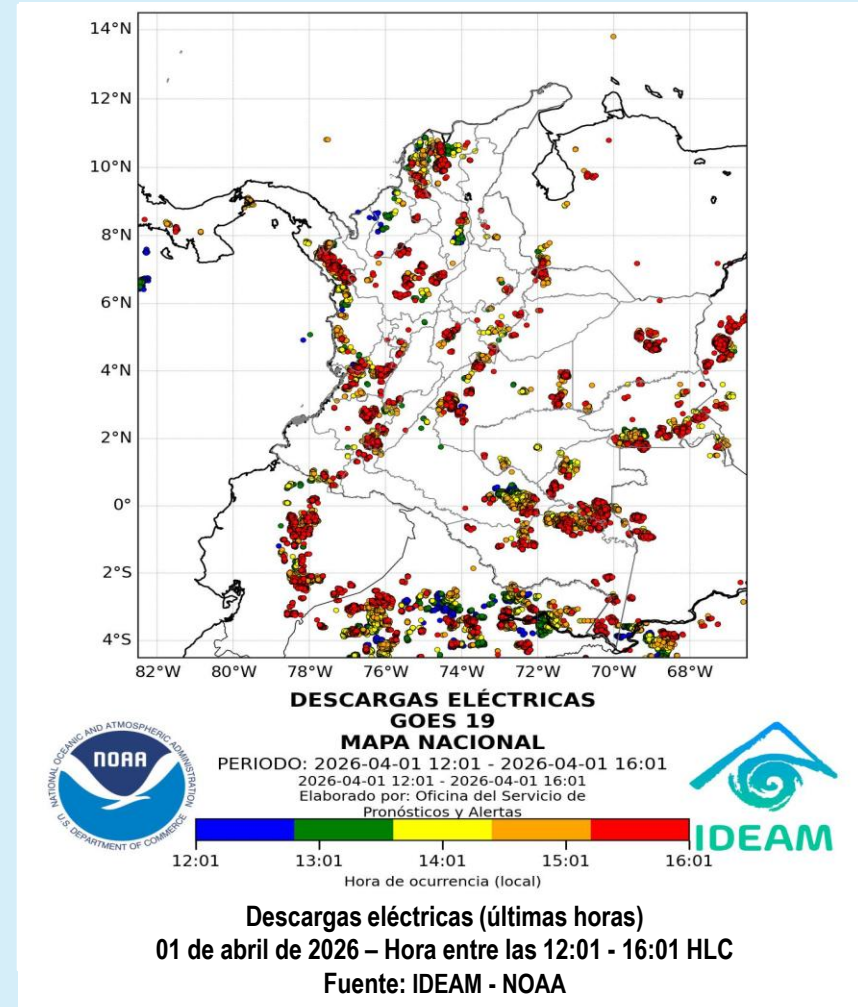 14°N
12°N
10°N
8°N
6°N
4°N
2°N
0°
2°S
4°S
82°W 80°W 78°W 76°W 74°W 72°W 70°W 68°W
DESCARGAS ELÉCTRICAS
GOES 19
MAPA NACIONAL
PERIODO: 2026-04-01 12:01 - 2026-04-01 16:01
2026-04-01 12:01 - 2026-04-01 16:01
Elaborado por: Oficina del Servicio de
Pronósticos y Alertas
NATIONAL OCEANIC AND ATMOSPHERIC ADMINISTRATION
NOAA
U.S. DEPARTMENT OF COMMERCE
IDEAM
12:01 13:01 14:01 15:01 16:01
Hora de ocurrencia (local)
Descargas eléctricas (últimas horas)
01 de abril de 2026 – Hora entre las 12:01 - 16:01 HLC
Fuente: IDEAM - NOAA